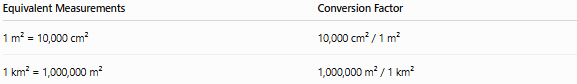 Equivalent Measurements Conversion Factor
1 m² = 10,000 cm² 10,000 cm² / 1 m²
1 km² = 1,000,000 m² 1,000,000 m² / 1 km²